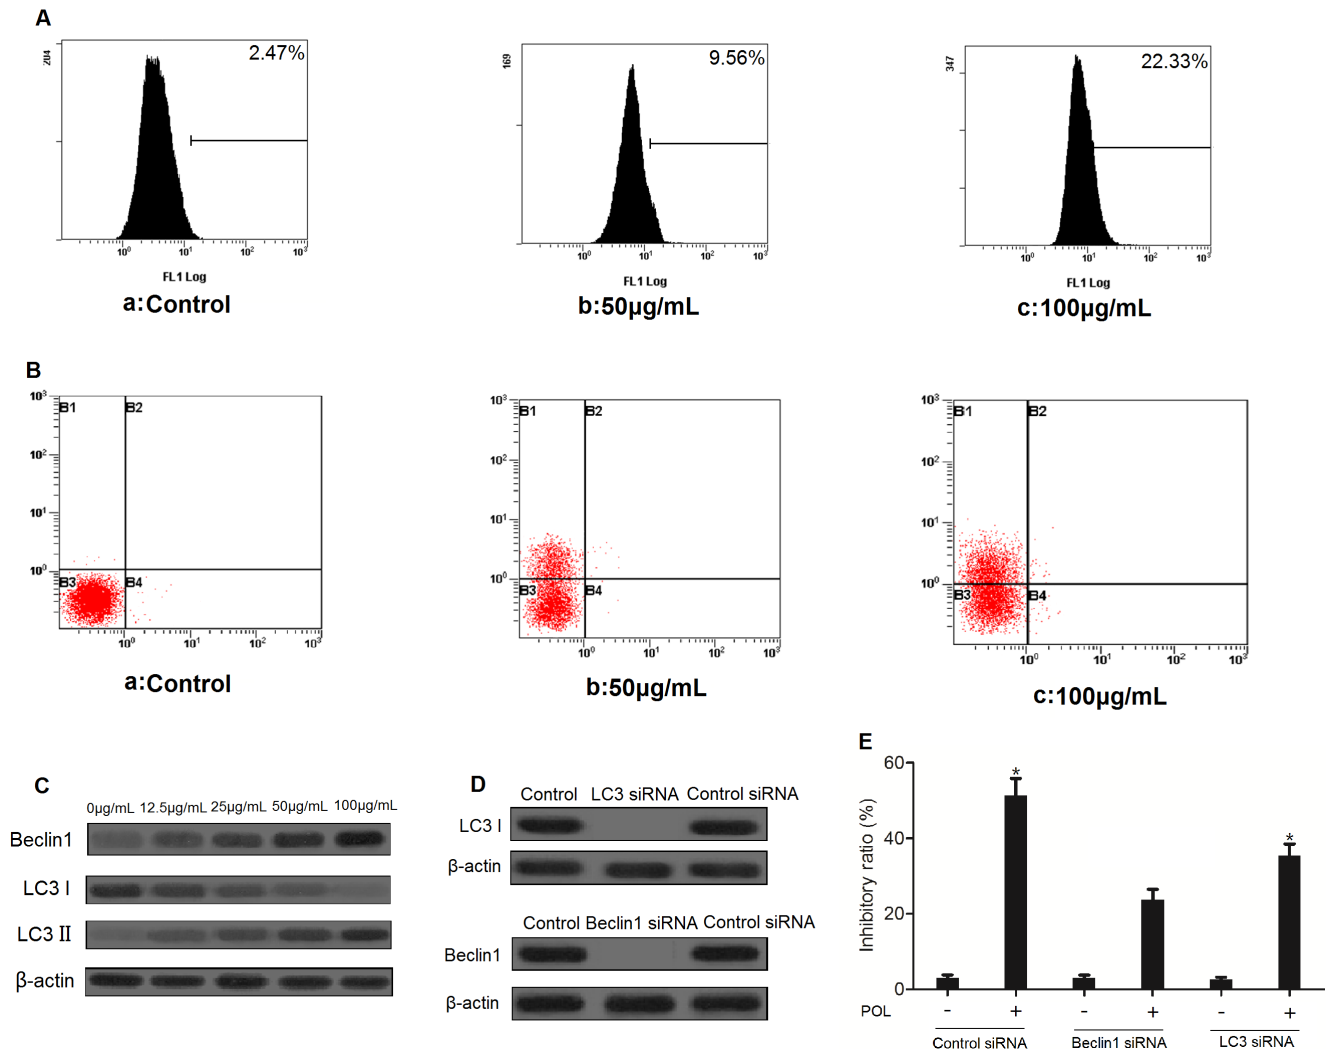 A
204
2.47%
10⁰ 10¹ 10² 10³
FL1 Log
a:Control
169
9.56%
10⁰ 10¹ 10² 10³
FL1 Log
b:50μg/mL
347
22.33%
10⁰ 10¹ 10² 10³
FL1 Log
c:100μg/mL
B
10³
10²
10¹
10⁰
B1 B2
B3 B4
10⁰ 10¹ 10² 10³
a:Control
10³
10²
10¹
10⁰
B1 B2
B3 B4
10⁰ 10¹ 10² 10³
b:50μg/mL
10³
10²
10¹
10⁰
B1 B2
B3 B4
10⁰ 10¹ 10² 10³
c:100μg/mL
C
0μg/mL 12.5μg/mL 25μg/mL 50μg/mL 100μg/mL
Beclin1
LC3 I
LC3 II
β-actin
D
Control LC3 siRNA Control siRNA
LC3 I
β-actin
Control Beclin1 siRNA Control siRNA
Beclin1
β-actin
E
Inhibitory ratio (%)
60
40
20
0
* *
POL - + - + - +
Control siRNA Beclin1 siRNA LC3 siRNA